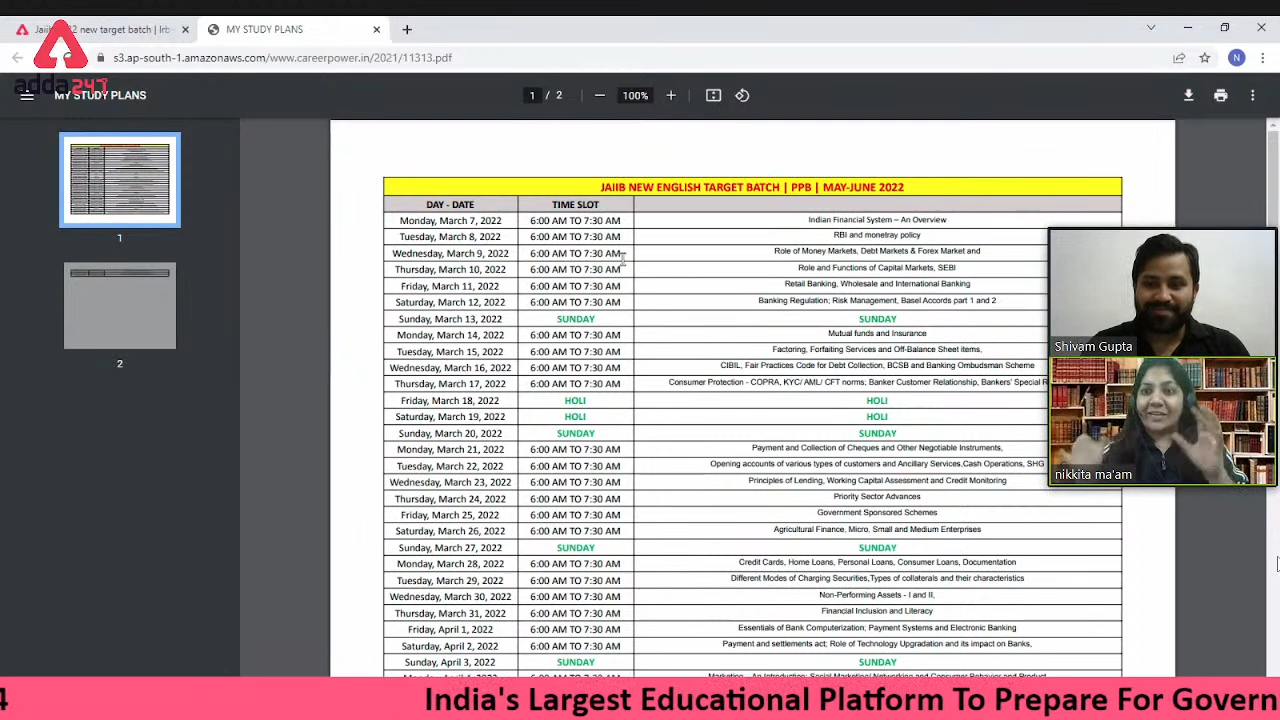 Jaiib 2022 new target batch | Irb
MY STUDY PLANS
s3.ap-south-1.amazonaws.com/www.careerpower.in/2021/11313.pdf
N
adda247
MY STUDY PLANS
1 / 2
100%
1
2
JAIIB NEW ENGLISH TARGET BATCH | PPB | MAY-JUNE 2022
DAY - DATE TIME SLOT
Monday, March 7, 2022 6:00 AM TO 7:30 AM Indian Financial System – An Overview
Tuesday, March 8, 2022 6:00 AM TO 7:30 AM RBI and monetray policy
Wednesday, March 9, 2022 6:00 AM TO 7:30 AM Role of Money Markets, Debt Markets & Forex Market and
Thursday, March 10, 2022 6:00 AM TO 7:30 AM Role and Functions of Capital Markets, SEBI
Friday, March 11, 2022 6:00 AM TO 7:30 AM Retail Banking, Wholesale and International Banking
Saturday, March 12, 2022 6:00 AM TO 7:30 AM Banking Regulation; Risk Management, Basel Accords part 1 and 2
Sunday, March 13, 2022 SUNDAY SUNDAY
Monday, March 14, 2022 6:00 AM TO 7:30 AM Mutual funds and Insurance
Tuesday, March 15, 2022 6:00 AM TO 7:30 AM Factoring, Forfaiting Services and Off-Balance Sheet items,
Wednesday, March 16, 2022 6:00 AM TO 7:30 AM CIBIL, Fair Practices Code for Debt Collection, BCSB and Banking Ombudsman Scheme
Thursday, March 17, 2022 6:00 AM TO 7:30 AM Consumer Protection - COPRA, KYC/ AML/ CFT norms; Banker Customer Relationship, Bankers' Special R
Friday, March 18, 2022 HOLI HOLI
Saturday, March 19, 2022 HOLI HOLI
Sunday, March 20, 2022 SUNDAY SUNDAY
Monday, March 21, 2022 6:00 AM TO 7:30 AM Payment and Collection of Cheques and Other Negotiable Instruments,
Tuesday, March 22, 2022 6:00 AM TO 7:30 AM Opening accounts of various types of customers and Ancillary Services,Cash Operations, SHG
Wednesday, March 23, 2022 6:00 AM TO 7:30 AM Principles of Lending, Working Capital Assessment and Credit Monitoring
Thursday, March 24, 2022 6:00 AM TO 7:30 AM Priority Sector Advances
Friday, March 25, 2022 6:00 AM TO 7:30 AM Government Sponsored Schemes
Saturday, March 26, 2022 6:00 AM TO 7:30 AM Agricultural Finance, Micro, Small and Medium Enterprises
Sunday, March 27, 2022 SUNDAY SUNDAY
Monday, March 28, 2022 6:00 AM TO 7:30 AM Credit Cards, Home Loans, Personal Loans, Consumer Loans, Documentation
Tuesday, March 29, 2022 6:00 AM TO 7:30 AM Different Modes of Charging Securities,Types of collaterals and their characteristics
Wednesday, March 30, 2022 6:00 AM TO 7:30 AM Non-Performing Assets - I and II,
Thursday, March 31, 2022 6:00 AM TO 7:30 AM Financial Inclusion and Literacy
Friday, April 1, 2022 6:00 AM TO 7:30 AM Essentials of Bank Computerization; Payment Systems and Electronic Banking
Saturday, April 2, 2022 6:00 AM TO 7:30 AM Payment and settlements act; Role of Technology Upgradation and its impact on Banks,
Sunday, April 3, 2022 SUNDAY SUNDAY
Shivam Gupta
nikkita ma'am
4 India's Largest Educational Platform To Prepare For Govern